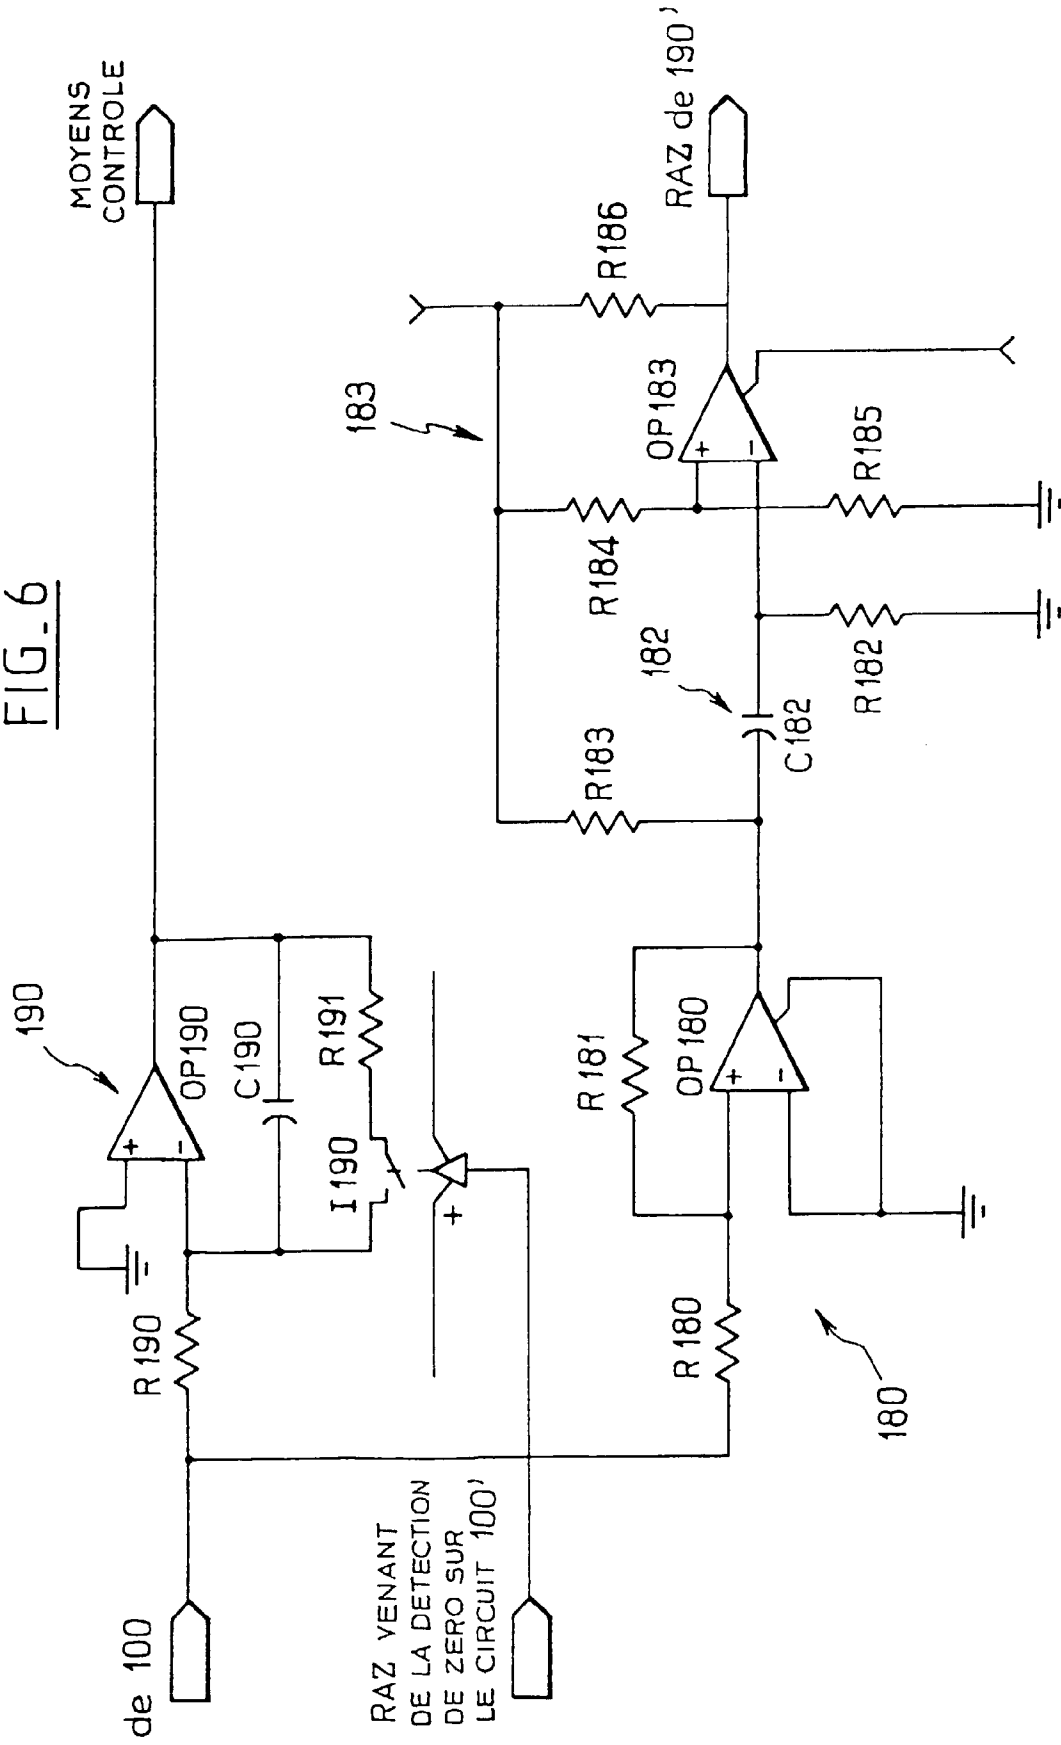 FIG_6
MOYENS
CONTROLE
190
+
-
OP190
C190
R191
I190
R190
de 100
+
RAZ VENANT
DE LA DETECTION
DE ZERO SUR
LE CIRCUIT 100'
183
R186
RAZ de 190'
OP183
+
-
R184
R185
182
R183
C182
R182
R181
OP180
+
-
R180
180